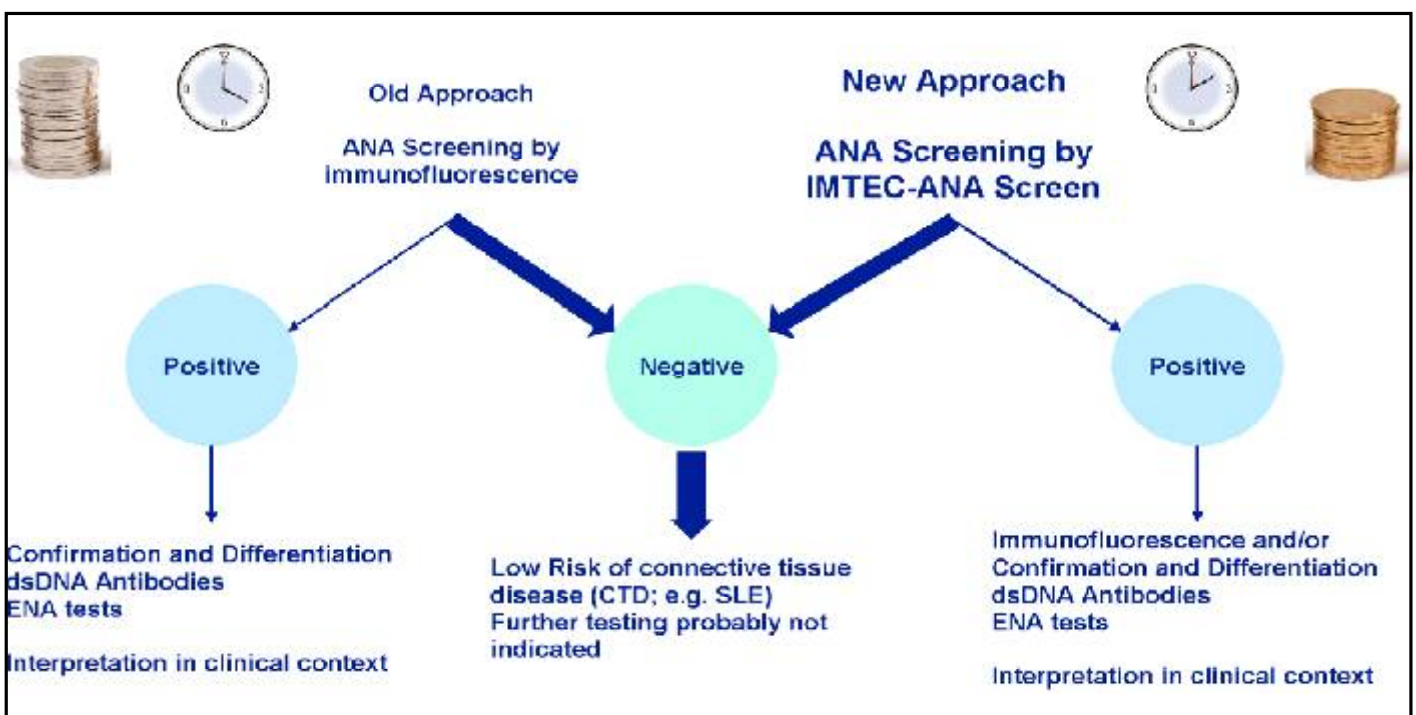 Old Approach
ANA Screening by
immunofluorescence
New Approach
ANA Screening by
IMTEC-ANA Screen
Positive
Negative
Positive
Confirmation and Differentiation
dsDNA Antibodies
ENA tests
Interpretation in clinical context
Low Risk of connective tissue
disease (CTD; e.g. SLE)
Further testing probably not
indicated
Immunofluorescence and/or
Confirmation and Differentiation
dsDNA Antibodies
ENA tests
Interpretation in clinical context